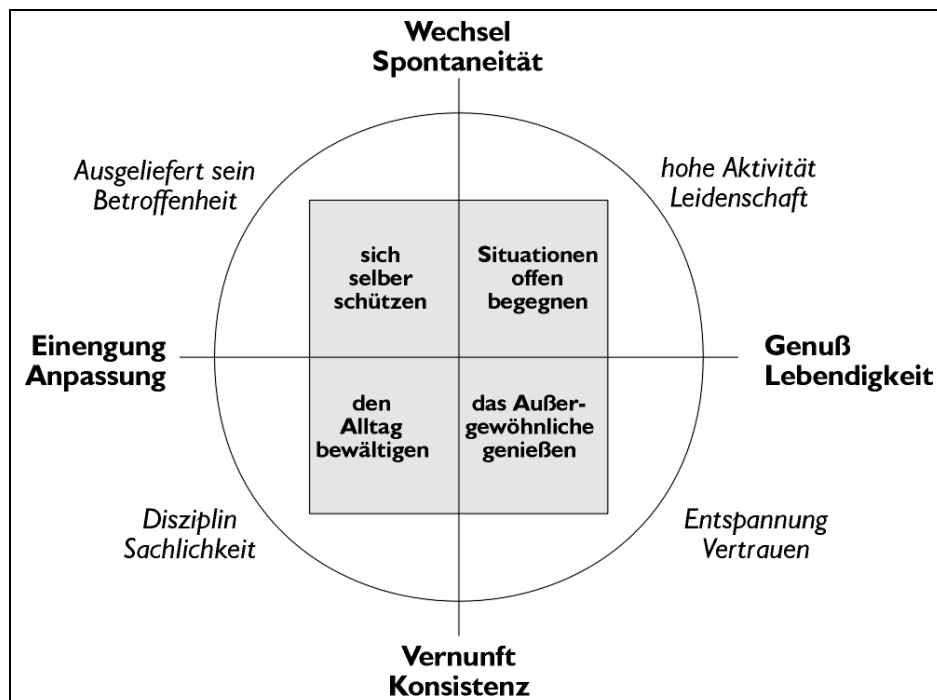 Wechsel
Spontaneität
Ausgeliefert sein
Betroffenheit
hohe Aktivität
Leidenschaft
sich
selber
schützen
Situationen
offen
begegnen
Einengung
Anpassung
Genuß
Lebendigkeit
den
Alltag
bewältigen
das Außer-
gewöhnliche
genießen
Disziplin
Sachlichkeit
Entspannung
Vertrauen
Vernunft
Konsistenz